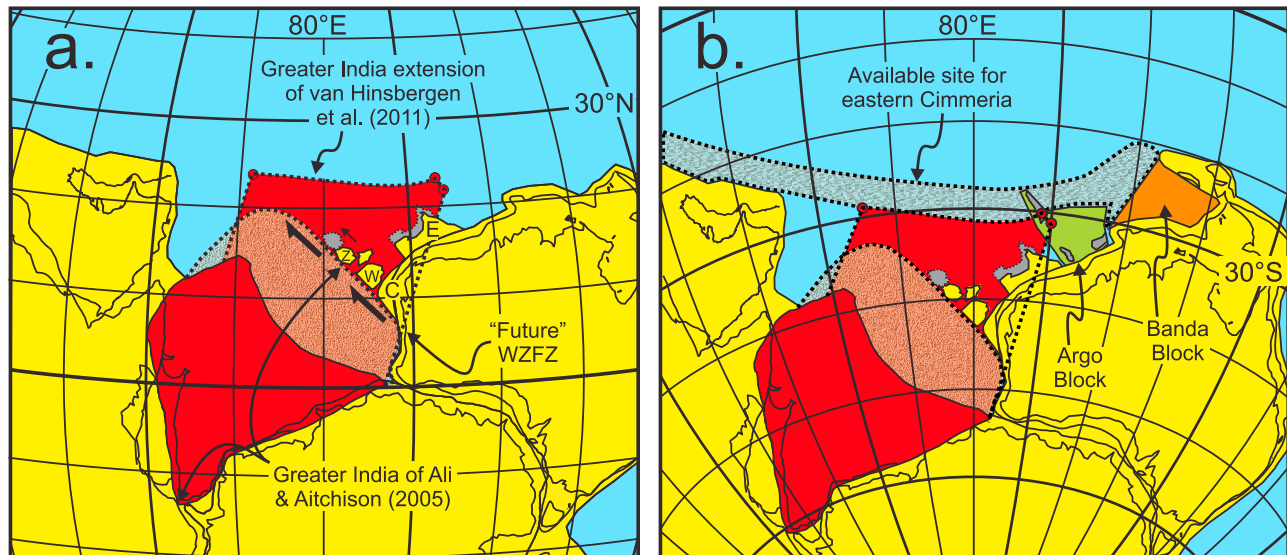 a.
80°E
Greater India extension
of van Hinsbergen
et al. (2011)
30°N
E
Z
W
C
"Future"
WZFZ
Greater India of Ali
& Aitchison (2005)
b.
80°E
Available site for
eastern Cimmeria
30°S
Argo
Block
Banda
Block